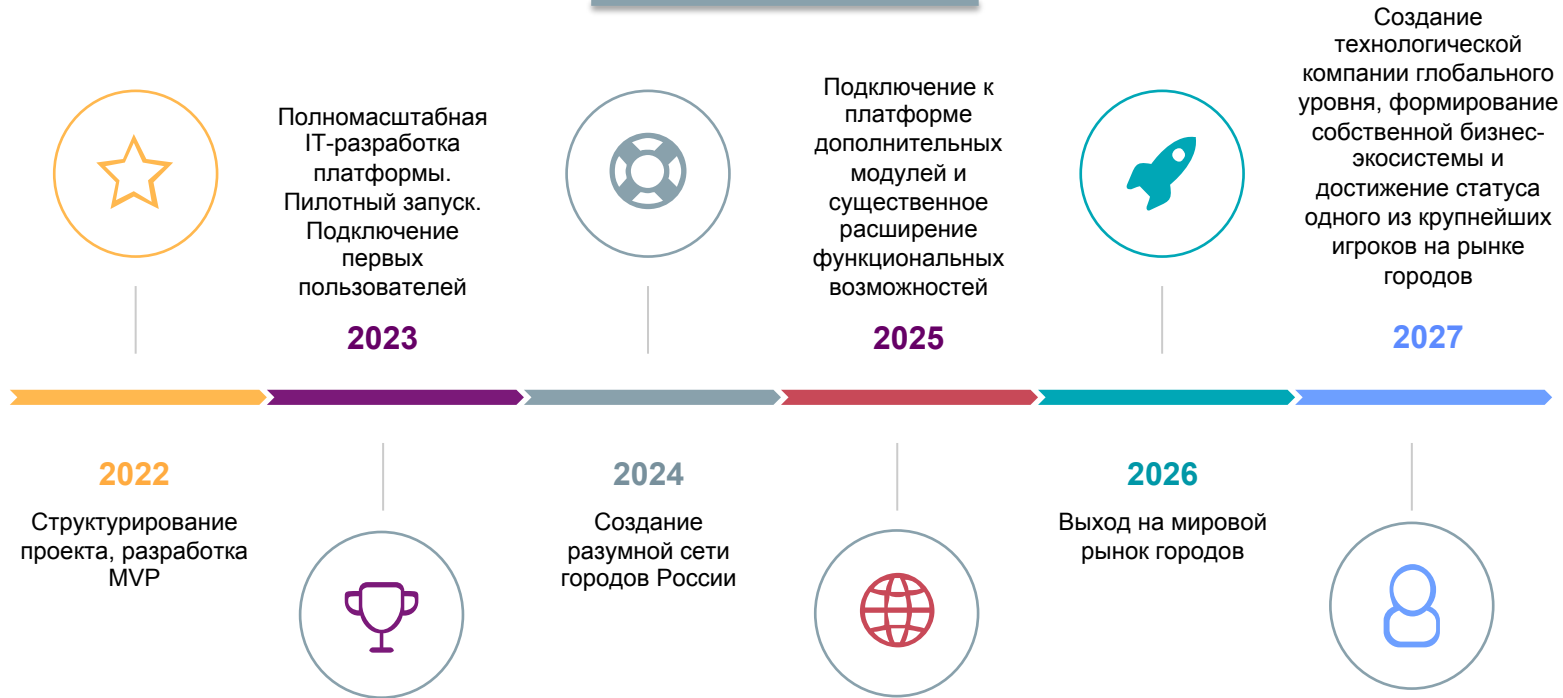 Полномасштабная
IT-разработка
платформы.
Пилотный запуск.
Подключение
первых
пользователей
2023
Подключение к
платформе
дополнительных
модулей и
существенное
расширение
функциональных
возможностей
2025
Создание
технологической
компании глобального
уровня, формирование
собственной бизнес-
экосистемы и
достижение статуса
одного из крупнейших
игроков на рынке
городов
2027
2022
Структурирование
проекта, разработка
MVP
2024
Создание
разумной сети
городов России
2026
Выход на мировой
рынок городов